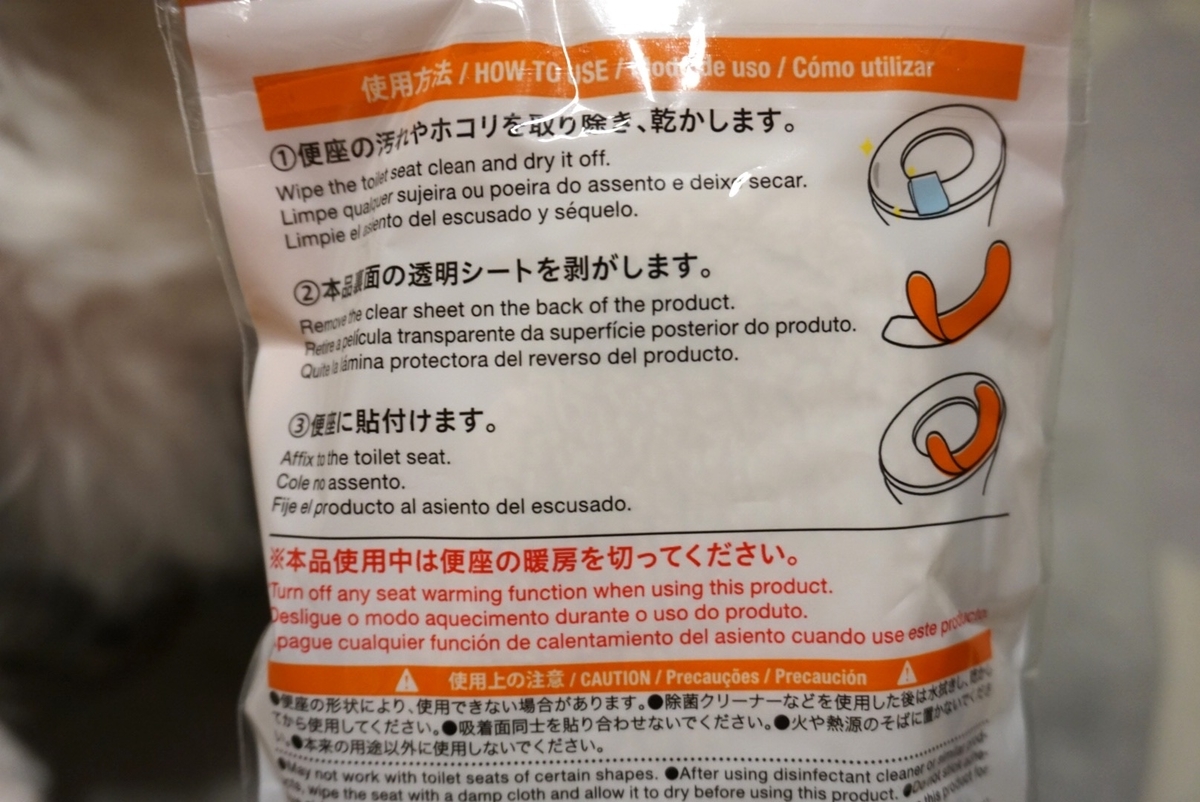 使用方法 / HOW TO USE / Modo de uso / Cómo utilizar
①便座の汚れやホコリを取り除き、乾かします。
Wipe the toilet seat clean and dry it off.
Limpe qualquer sujeira ou poeira do assento e deixe secar.
Limpie el asiento del escusado y séquelo.
②本品裏面の透明シートを剥がします。
Remove the clear sheet on the back of the product.
Retire a película transparente da superfície posterior do produto.
Quite la lámina protectora del reverso del producto.
③便座に貼付けます。
Affix to the toilet seat.
Cole no assento.
Fije el producto al asiento del escusado.
※本品使用中は便座の暖房を切ってください。
Turn off any seat warming function when using this product.
Desligue o modo aquecimento durante o uso do produto.
pague cualquier función de calentamiento del asiento cuando use este producto.
使用上の注意 / CAUTION / Precauções / Precaución
●便座の形状により、使用できない場合があります。●除菌クリーナーなどを使用した後は水拭きし、乾かし
てから使用してください。●吸着面同士を貼り合わせないでください。●火や熱源のそばに置かないでくださ
い。●本来の用途以外に使用しないでください。
●May not work with toilet seats of certain shapes. ●After using disinfectant cleaner or similar prod-
ucts, wipe the seat with a damp cloth and allow it to dry before using this product. ●Do not stick adhe-
this product